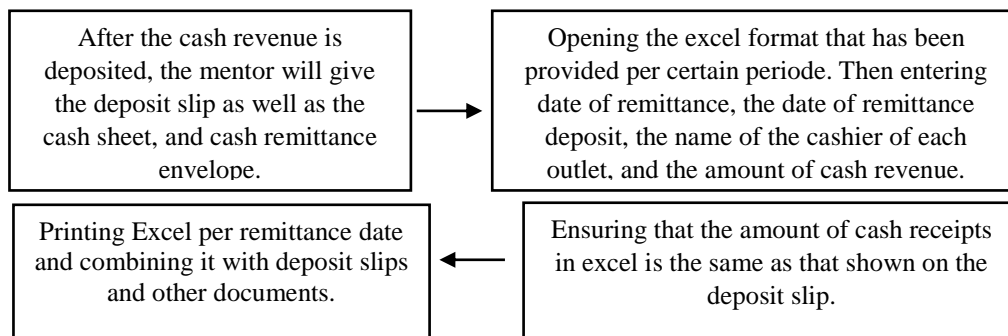 After the cash revenue is
deposited, the mentor will give
the deposit slip as well as the
cash sheet, and cash remittance
envelope.
Opening the excel format that has been
provided per certain periode. Then entering
date of remittance, the date of remittance
deposit, the name of the cashier of each
outlet, and the amount of cash revenue.
Ensuring that the amount of cash receipts
in excel is the same as that shown on the
deposit slip.
Printing Excel per remittance date
and combining it with deposit slips
and other documents.